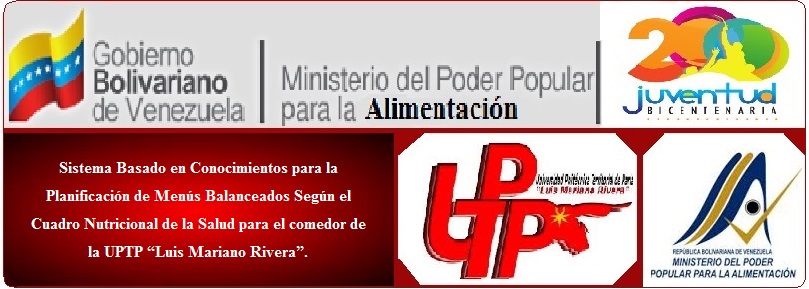 Gobierno
Bolivariano
de Venezuela
Ministerio del Poder Popular
para la Alimentación
200
juventud
BICENTENARIA
Sistema Basado en Conocimientos para la
Planificación de Menús Balanceados Según el
Cuadro Nutricional de la Salud para el comedor de
la UPTP “Luis Mariano Rivera”.
UPTP
Universidad Politécnica Territorial de Paria
"Luis Mariano Rivera"
REPÚBLICA BOLIVARIANA DE VENEZUELA
MINISTERIO DEL PODER
POPULAR PARA LA ALIMENTACIÓN